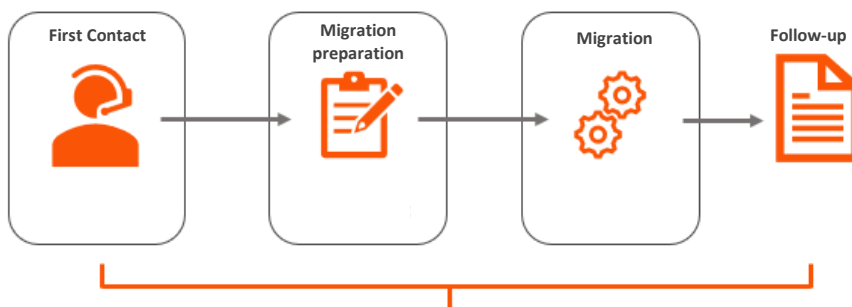 First Contact
Migration
preparation
Migration
Follow-up